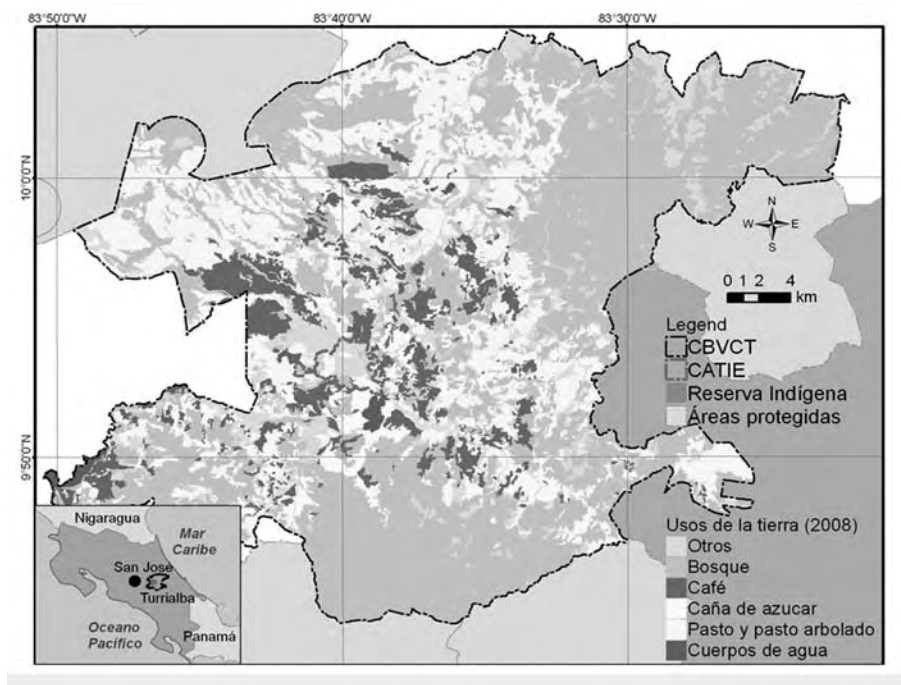 83°50'0"W
83°40'0"W
83°30'0"W
10°0'0"N
9°50'0"N
N
W E
S
0 1 2 4
km
Legend
CBVCT
CATIE
Reserva Indígena
Áreas protegidas
Usos de la tierra (2008)
Otros
Bosque
Café
Caña de azucar
Pasto y pasto arbolado
Cuerpos de agua
Nigaragua
Mar
Caribe
San José
Turrialba
Oceano
Pacífico
Panamá